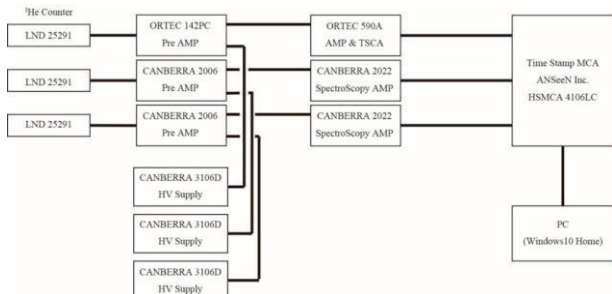 ³He Counter
LND 25291
ORTEC 142PC
Pre AMP
ORTEC 590A
AMP & TSCA
LND 25291
CANBERRA 2006
Pre AMP
CANBERRA 2022
SpectroScopy AMP
LND 25291
CANBERRA 2006
Pre AMP
CANBERRA 2022
SpectroScopy AMP
Time Stamp MCA
ANSeeN Inc.
HSMCA 4106LC
CANBERRA 3106D
HV Supply
CANBERRA 3106D
HV Supply
CANBERRA 3106D
HV Supply
PC
(Windows10 Home)